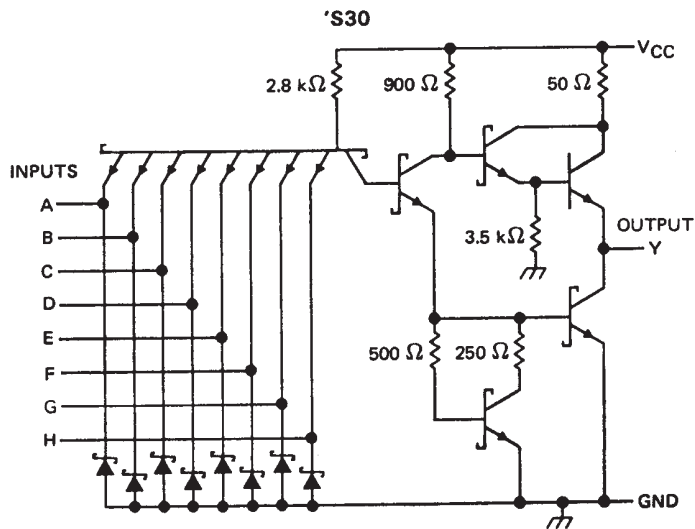 'S30
VCC
2.8 kΩ
900 Ω
50 Ω
INPUTS
A
B
C
D
E
F
G
H
3.5 kΩ
OUTPUT
Y
500 Ω
250 Ω
GND